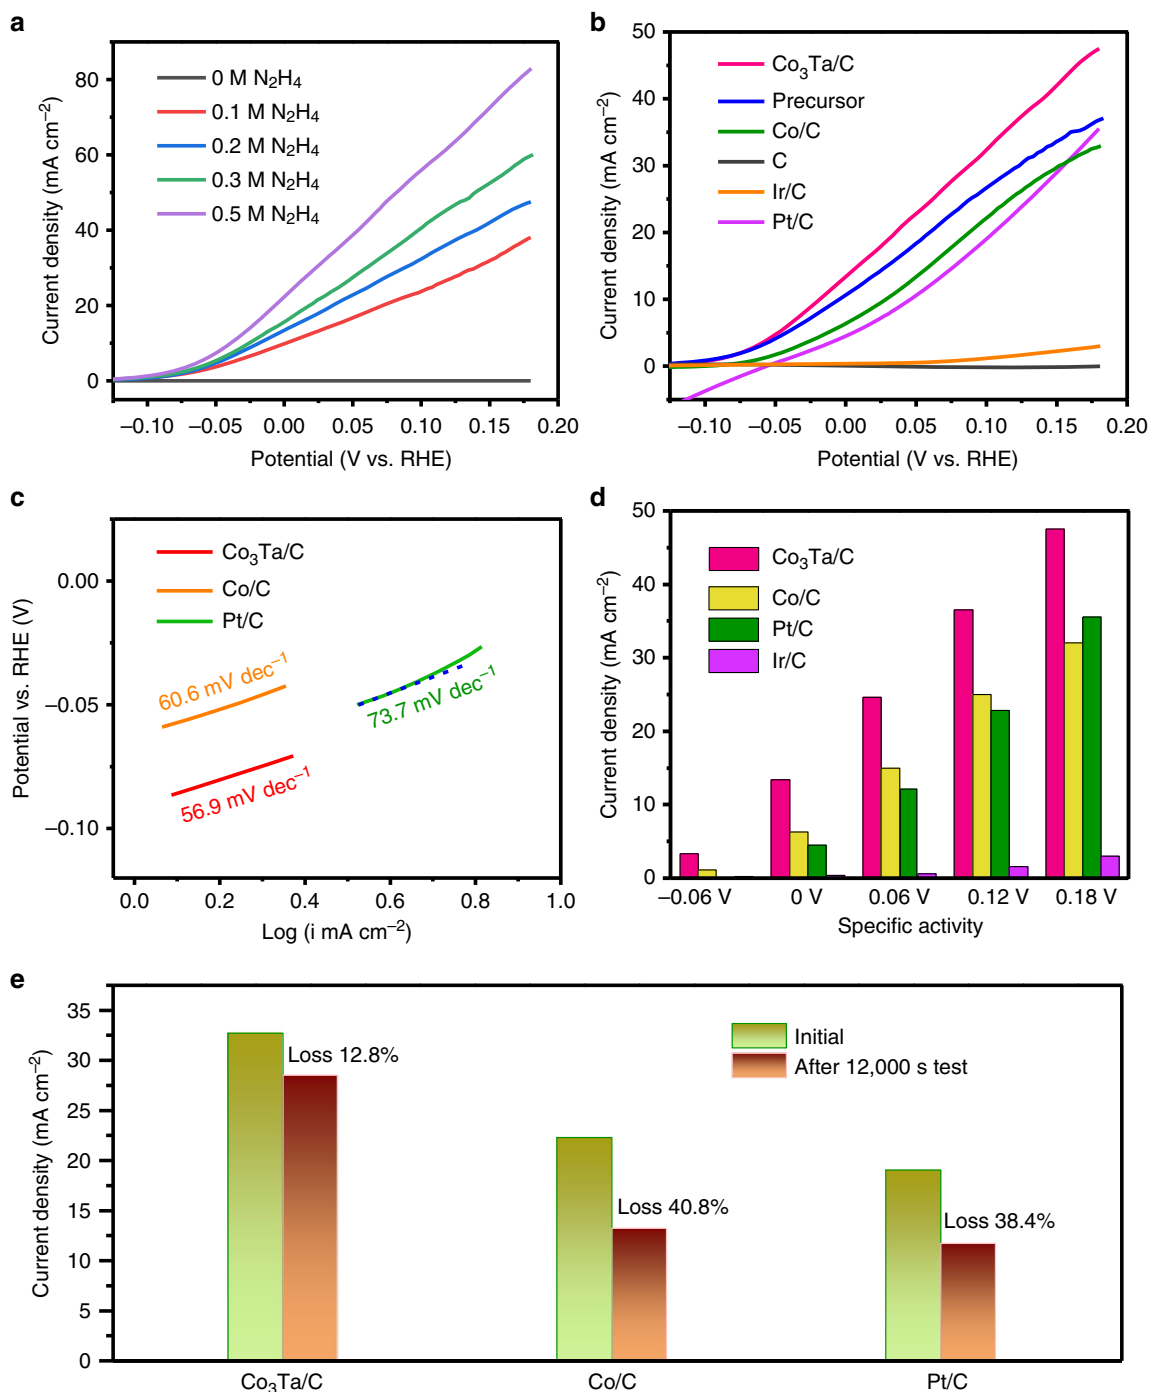 a
80
60
40
20
0
Current density (mA cm⁻²)
0 M N₂H₄
0.1 M N₂H₄
0.2 M N₂H₄
0.3 M N₂H₄
0.5 M N₂H₄
−0.10 −0.05 0.00 0.05 0.10 0.15 0.20
Potential (V vs. RHE)
b
50
40
30
20
10
0
Current density (mA cm⁻²)
Co₃Ta/C
Precursor
Co/C
C
Ir/C
Pt/C
−0.10 −0.05 0.00 0.05 0.10 0.15 0.20
Potential (V vs. RHE)
c
0.00
−0.05
−0.10
Potential vs. RHE (V)
Co₃Ta/C
Co/C
Pt/C
60.6 mV dec⁻¹
73.7 mV dec⁻¹
56.9 mV dec⁻¹
0.0 0.2 0.4 0.6 0.8 1.0
Log (i mA cm⁻²)
d
50
40
30
20
10
0
Current density (mA cm⁻²)
Co₃Ta/C
Co/C
Pt/C
Ir/C
−0.06 V 0 V 0.06 V 0.12 V 0.18 V
Specific activity
e
35
30
25
20
15
10
5
0
Current density (mA cm⁻²)
Initial
After 12,000 s test
Loss 12.8%
Loss 40.8%
Loss 38.4%
Co₃Ta/C Co/C Pt/C